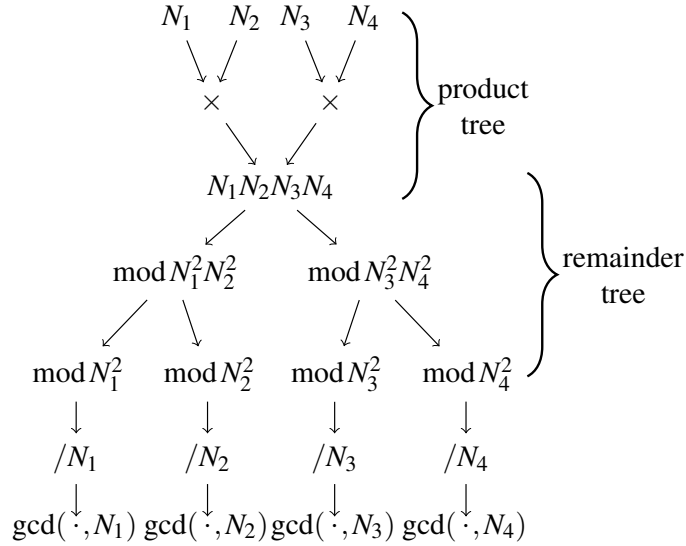 N₁ N₂ N₃ N₄
× ×
product
tree
N₁N₂N₃N₄
mod N₁²N₂² mod N₃²N₄²
remainder
tree
mod N₁² mod N₂² mod N₃² mod N₄²
/N₁ /N₂ /N₃ /N₄
gcd(·,N₁) gcd(·,N₂) gcd(·,N₃) gcd(·,N₄)